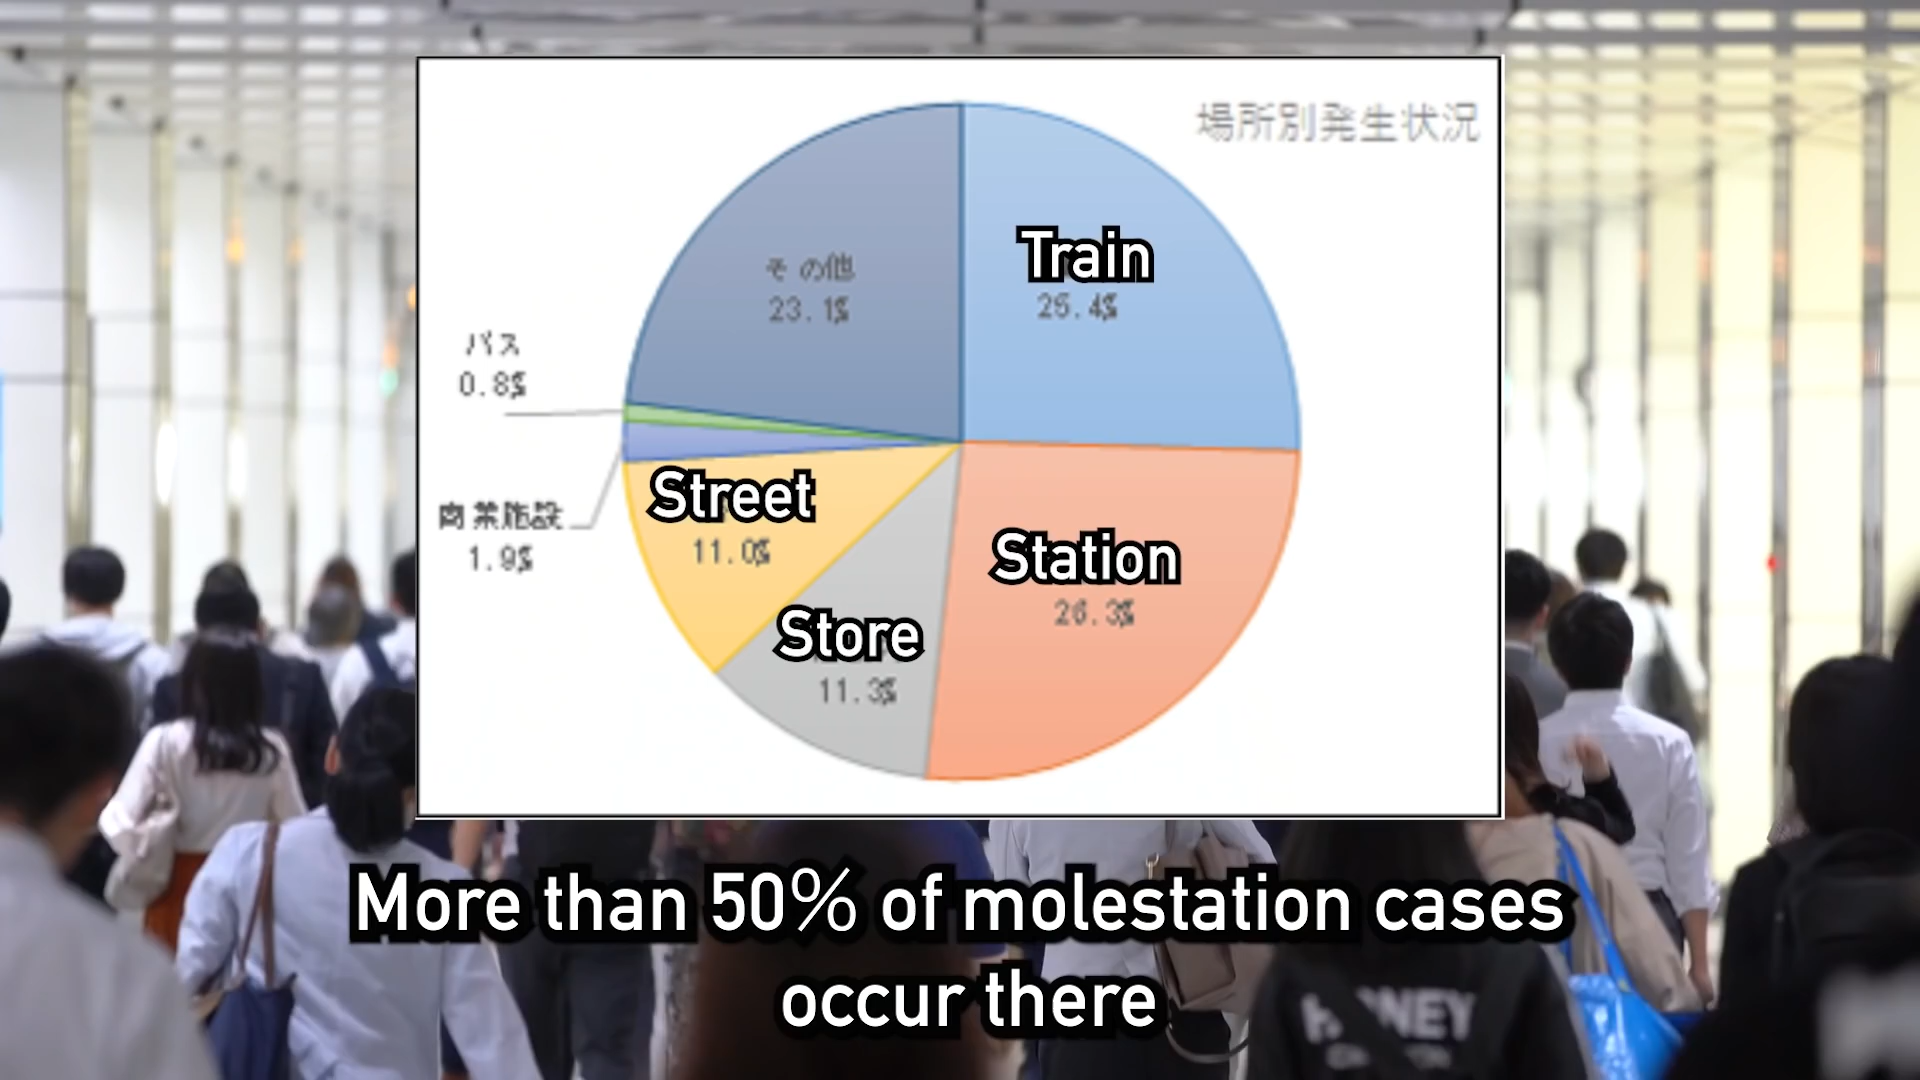 場所別発生状況
Train
25.4%
その他
23.1%
バス
0.8%
Street
11.0%
商業施設
1.9%
Station
26.3%
Store
11.3%
More than 50% of molestation cases
occur there